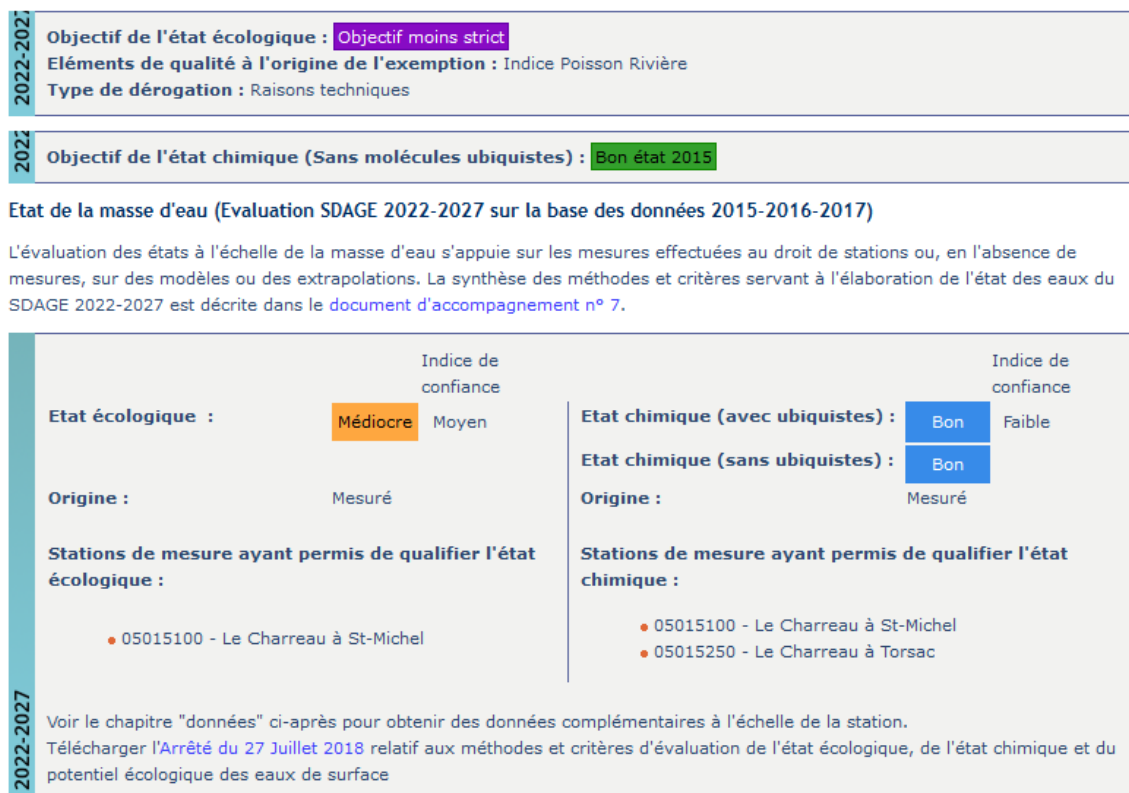 2022-2027
Objectif de l'état écologique : Objectif moins strict
Eléments de qualité à l'origine de l'exemption : Indice Poisson Rivière
Type de dérogation : Raisons techniques
2022
Objectif de l'état chimique (Sans molécules ubiquistes) : Bon état 2015
Etat de la masse d'eau (Evaluation SDAGE 2022-2027 sur la base des données 2015-2016-2017)
L'évaluation des états à l'échelle de la masse d'eau s'appuie sur les mesures effectuées au droit de stations ou, en l'absence de
mesures, sur des modèles ou des extrapolations. La synthèse des méthodes et critères servant à l'élaboration de l'état des eaux du
SDAGE 2022-2027 est décrite dans le document d'accompagnement n° 7.
Indice de
confiance
Etat écologique : Médiocre Moyen
Origine : Mesuré
Stations de mesure ayant permis de qualifier l'état
écologique :
05015100 - Le Charreau à St-Michel
Indice de
confiance
Etat chimique (avec ubiquistes) : Bon Faible
Etat chimique (sans ubiquistes) : Bon
Origine : Mesuré
Stations de mesure ayant permis de qualifier l'état
chimique :
05015100 - Le Charreau à St-Michel
05015250 - Le Charreau à Torsac
2022-2027
Voir le chapitre "données" ci-après pour obtenir des données complémentaires à l'échelle de la station.
Télécharger l'Arrêté du 27 Juillet 2018 relatif aux méthodes et critères d'évaluation de l'état écologique, de l'état chimique et du
potentiel écologique des eaux de surface